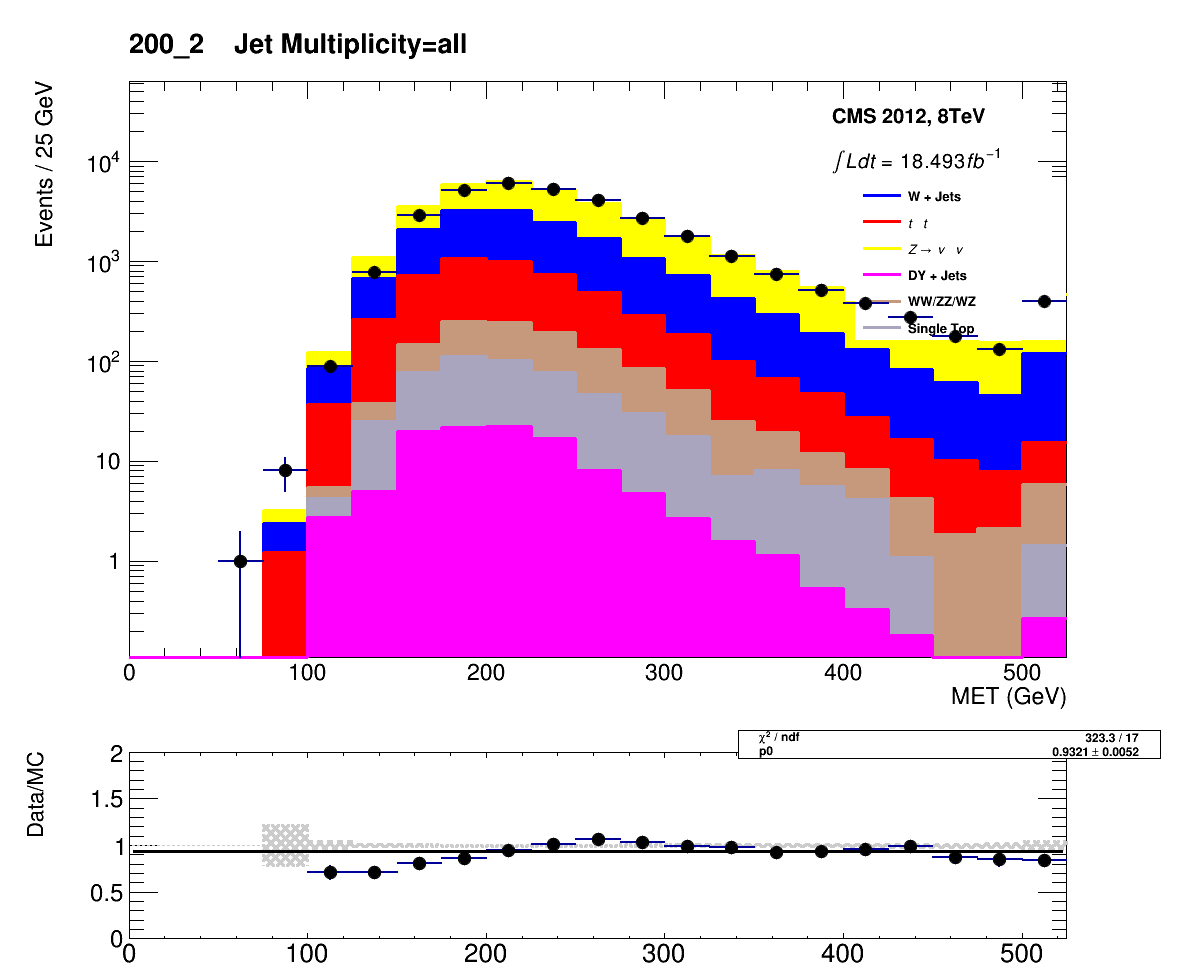 200_2 Jet Multiplicity=all
Events / 25 GeV
CMS 2012, 8TeV
∫Ldt = 18.493fb⁻¹
W + Jets
t t
Z → ν ν
DY + Jets
WW/ZZ/WZ
Single Top
10⁴
10³
10²
10
1
0 100 200 300 400 500
MET (GeV)
χ² / ndf 323.3 / 17
p0 0.9321 ± 0.0052
Data/MC
2
1.5
1
0.5
0
0 100 200 300 400 500